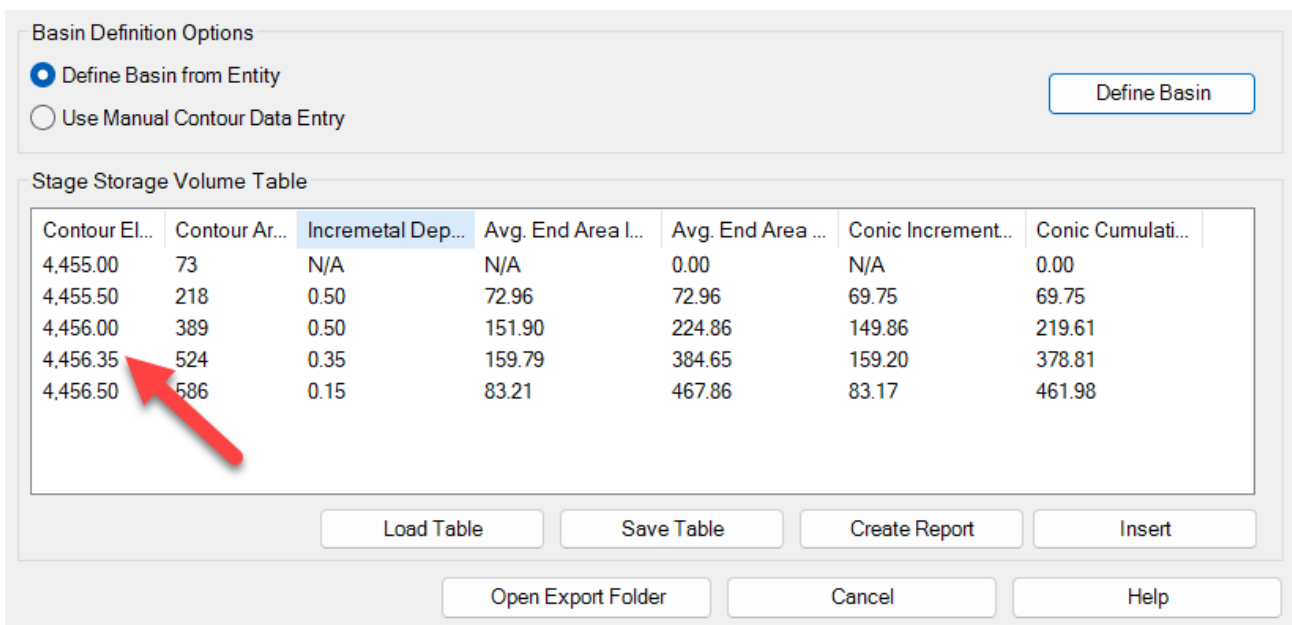 Basin Definition Options
Define Basin from Entity
Define Basin
Use Manual Contour Data Entry
Stage Storage Volume Table
Contour El... Contour Ar... Incremetal Dep... Avg. End Area I... Avg. End Area ... Conic Increment... Conic Cumulati...
4,455.00 73 N/A N/A 0.00 N/A 0.00
4,455.50 218 0.50 72.96 72.96 69.75 69.75
4,456.00 389 0.50 151.90 224.86 149.86 219.61
4,456.35 524 0.35 159.79 384.65 159.20 378.81
4,456.50 586 0.15 83.21 467.86 83.17 461.98
Load Table Save Table Create Report Insert
Open Export Folder Cancel Help